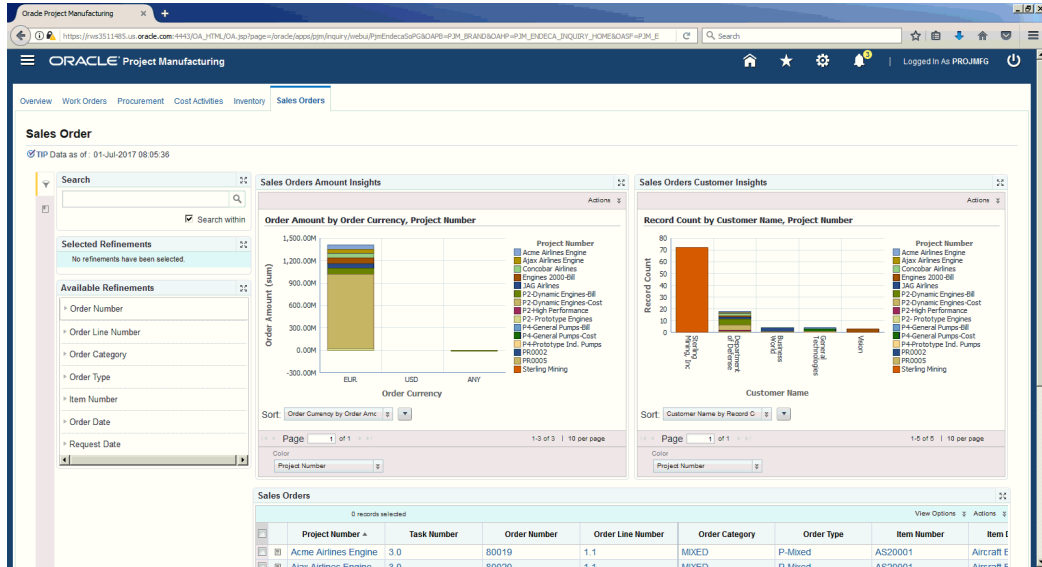 Oracle Project Manufacturing
https://rws3511485.us.oracle.com:4443/OA_HTML/OA.jsp?page=/oracle/apps/pjm/inquiry/webui/PjmEndecaSoPG&OAPB=PJM_BRAND&OAHP=PJM_ENDECA_INQUIRY_HOME&OASF=PJM_E
Search
ORACLE Project Manufacturing
3
Logged In As PROJMFG
Overview Work Orders Procurement Cost Activities Inventory Sales Orders
Sales Order
TIP Data as of : 01-Jul-2017 08:05:36
Search
Search within
Selected Refinements
No refinements have been selected.
Available Refinements
Order Number
Order Line Number
Order Category
Order Type
Item Number
Order Date
Request Date
Sales Orders Amount Insights
Actions
Order Amount by Order Currency, Project Number
Order Amount (sum)
1,500.00M
1,200.00M
900.00M
600.00M
300.00M
0.00M
-300.00M
EUR USD ANY
Order Currency
Project Number
Acme Airlines Engine
Ajax Airlines Engine
Concobar Airlines
Engines 2000-Bill
JAG Airlines
P2-Dynamic Engines-Bill
P2-Dynamic Engines-Cost
P2-High Performance
P2- Prototype Engines
P4-General Pumps-Bill
P4-General Pumps-Cost
P4-Prototype Ind. Pumps
PR0002
PR0005
Sterling Mining
Sort: Order Currency by Order Amc
Page 1 of 1
1-3 of 3 | 10 per page
Color
Project Number
Sales Orders Customer Insights
Actions
Record Count by Customer Name, Project Number
Record Count
80
70
60
50
40
30
20
10
0
Sterling Mining, Inc
Department of Defense
Business World
General Technologies
Vision
Customer Name
Project Number
Acme Airlines Engine
Ajax Airlines Engine
Concobar Airlines
Engines 2000-Bill
JAG Airlines
P2-Dynamic Engines-Bill
P2-Dynamic Engines-Cost
P2-High Performance
P2- Prototype Engines
P4-General Pumps-Bill
P4-General Pumps-Cost
P4-Prototype Ind. Pumps
PR0002
PR0005
Sterling Mining
Sort: Customer Name by Record C
Page 1 of 1
1-5 of 5 | 10 per page
Color
Project Number
Sales Orders
0 records selected
View Options Actions
Project Number Task Number Order Number Order Line Number Order Category Order Type Item Number Item D
Acme Airlines Engine 3.0 80019 1.1 MIXED P-Mixed AS20001 Aircraft E
Ajax Airlines Engine 3.0 80020 1.1 MIXED P-Mixed AS20001 Aircraft E